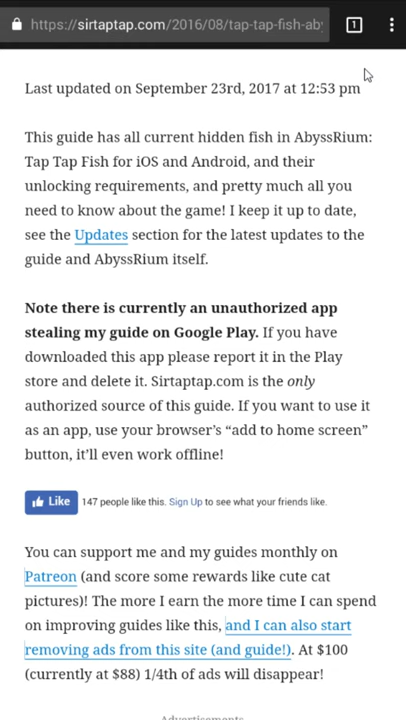 https://sirtaptap.com/2016/08/tap-tap-fish-aby
1
Last updated on September 23rd, 2017 at 12:53 pm
This guide has all current hidden fish in AbyssRium:
Tap Tap Fish for iOS and Android, and their
unlocking requirements, and pretty much all you
need to know about the game! I keep it up to date,
see the Updates section for the latest updates to the
guide and AbyssRium itself.
Note there is currently an unauthorized app
stealing my guide on Google Play. If you have
downloaded this app please report it in the Play
store and delete it. Sirtaptap.com is the only
authorized source of this guide. If you want to use it
as an app, use your browser's “add to home screen”
button, it'll even work offline!
Like 147 people like this. Sign Up to see what your friends like.
You can support me and my guides monthly on
Patreon (and score some rewards like cute cat
pictures)! The more I earn the more time I can spend
on improving guides like this, and I can also start
removing ads from this site (and guide!). At $100
(currently at $88) 1/4th of ads will disappear!
Advertisements